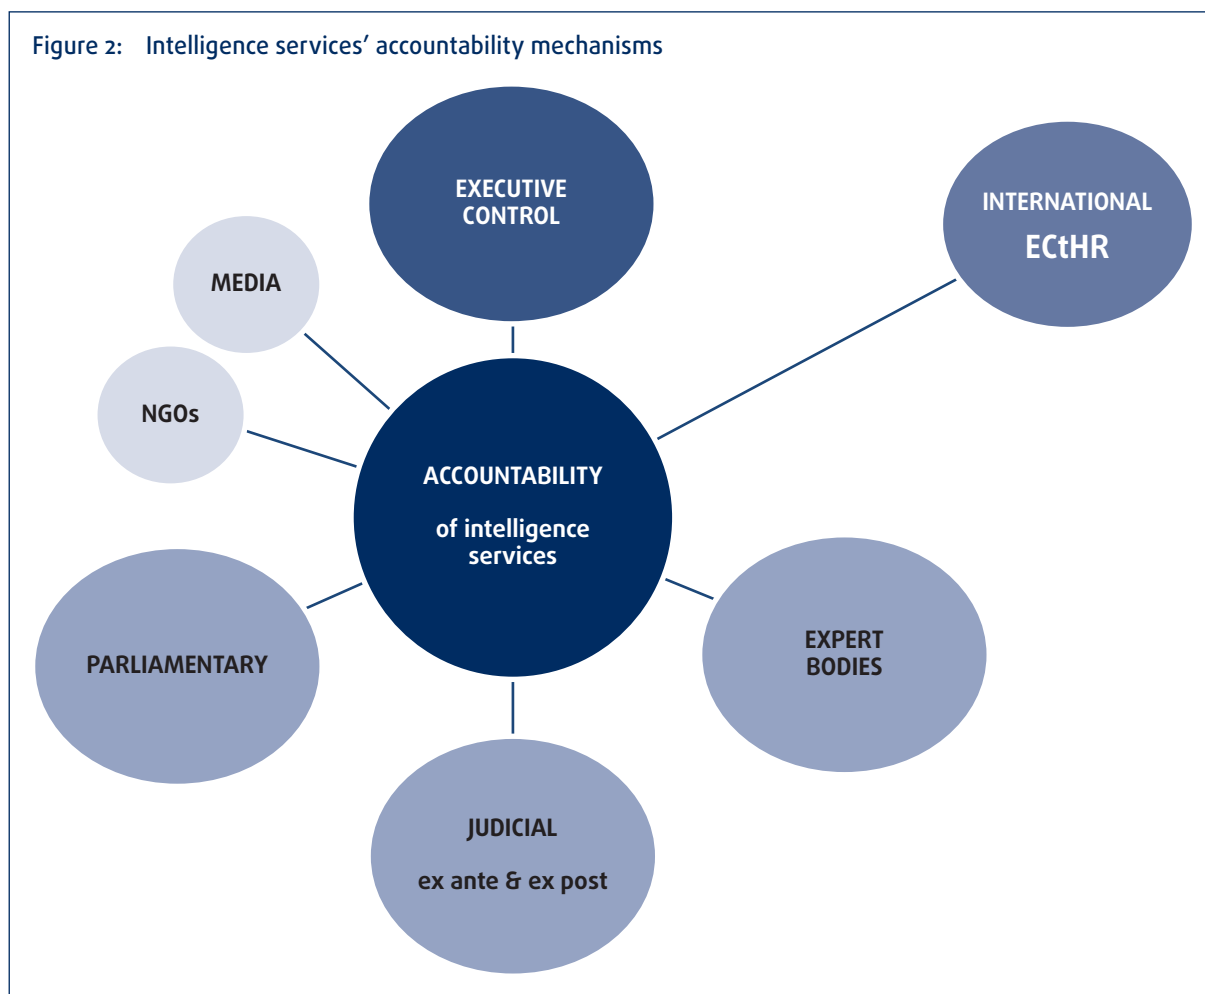 Figure 2: Intelligence services’ accountability mechanisms
EXECUTIVE
CONTROL
INTERNATIONAL
ECtHR
MEDIA
NGOs
ACCOUNTABILITY
of intelligence
services
PARLIAMENTARY
EXPERT
BODIES
JUDICIAL
ex ante & ex post